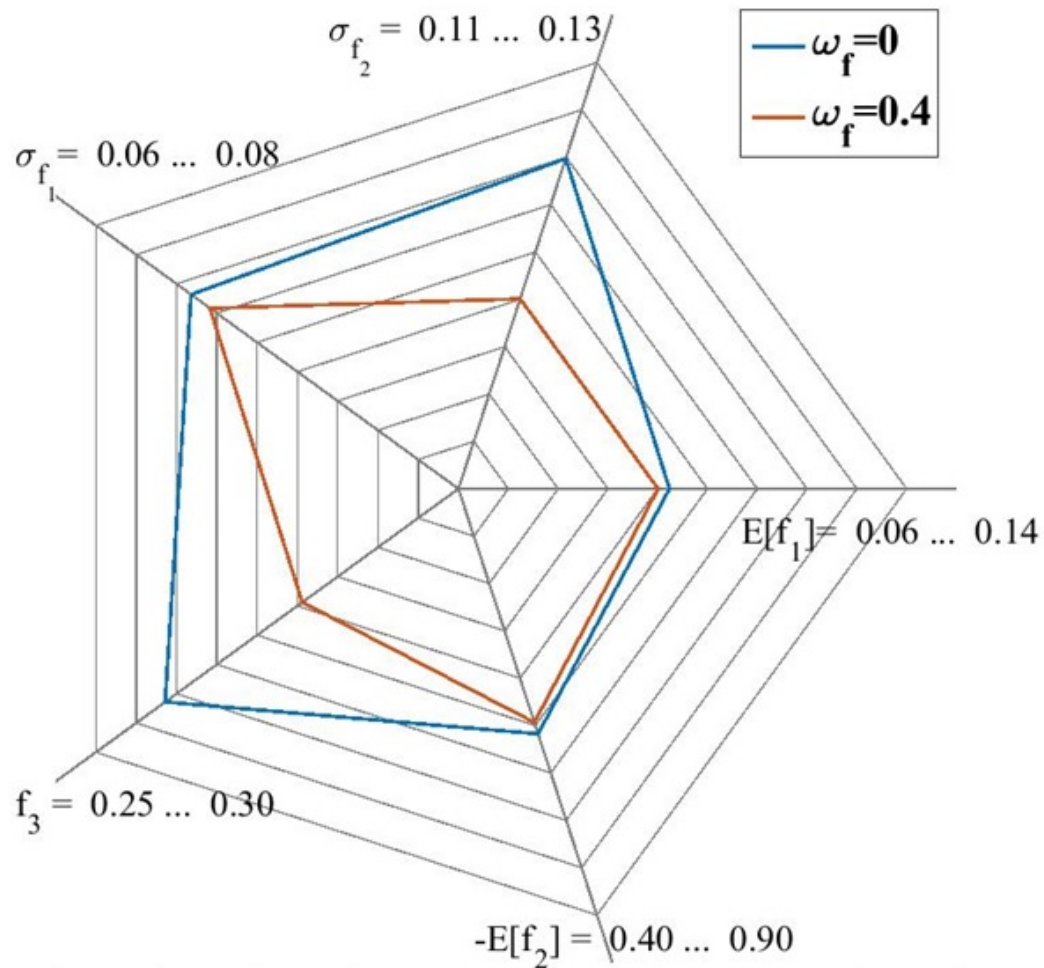 σf2 = 0.11 ... 0.13
ωf=0
ωf=0.4
σf1 = 0.06 ... 0.08
E[f1]= 0.06 ... 0.14
f3 = 0.25 ... 0.30
-E[f2] = 0.40 ... 0.90